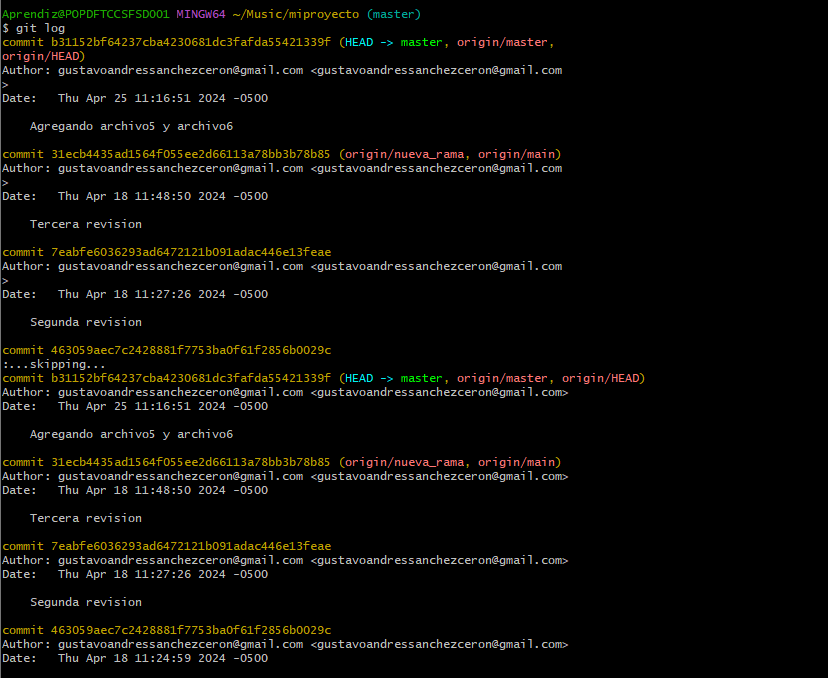 Aprendiz@POPDFTCCSFSD001 MINGW64 ~/Music/miproyecto (master)
$ git log
commit b31152bf64237cba4230681dc3fafda55421339f (HEAD -> master, origin/master,
origin/HEAD)
Author: gustavoandressanchezceron@gmail.com <gustavoandressanchezceron@gmail.com
>
Date:   Thu Apr 25 11:16:51 2024 -0500
    Agregando archivo5 y archivo6
commit 31ecb4435ad1564f055ee2d66113a78bb3b78b85 (origin/nueva_rama, origin/main)
Author: gustavoandressanchezceron@gmail.com <gustavoandressanchezceron@gmail.com
>
Date:   Thu Apr 18 11:48:50 2024 -0500
    Tercera revision
commit 7eabfe6036293ad6472121b091adac446e13feae
Author: gustavoandressanchezceron@gmail.com <gustavoandressanchezceron@gmail.com
>
Date:   Thu Apr 18 11:27:26 2024 -0500
    Segunda revision
commit 463059aec7c2428881f7753ba0f61f2856b0029c
:...skipping...
commit b31152bf64237cba4230681dc3fafda55421339f (HEAD -> master, origin/master, origin/HEAD)
Author: gustavoandressanchezceron@gmail.com <gustavoandressanchezceron@gmail.com>
Date:   Thu Apr 25 11:16:51 2024 -0500
    Agregando archivo5 y archivo6
commit 31ecb4435ad1564f055ee2d66113a78bb3b78b85 (origin/nueva_rama, origin/main)
Author: gustavoandressanchezceron@gmail.com <gustavoandressanchezceron@gmail.com>
Date:   Thu Apr 18 11:48:50 2024 -0500
    Tercera revision
commit 7eabfe6036293ad6472121b091adac446e13feae
Author: gustavoandressanchezceron@gmail.com <gustavoandressanchezceron@gmail.com>
Date:   Thu Apr 18 11:27:26 2024 -0500
    Segunda revision
commit 463059aec7c2428881f7753ba0f61f2856b0029c
Author: gustavoandressanchezceron@gmail.com <gustavoandressanchezceron@gmail.com>
Date:   Thu Apr 18 11:24:59 2024 -0500